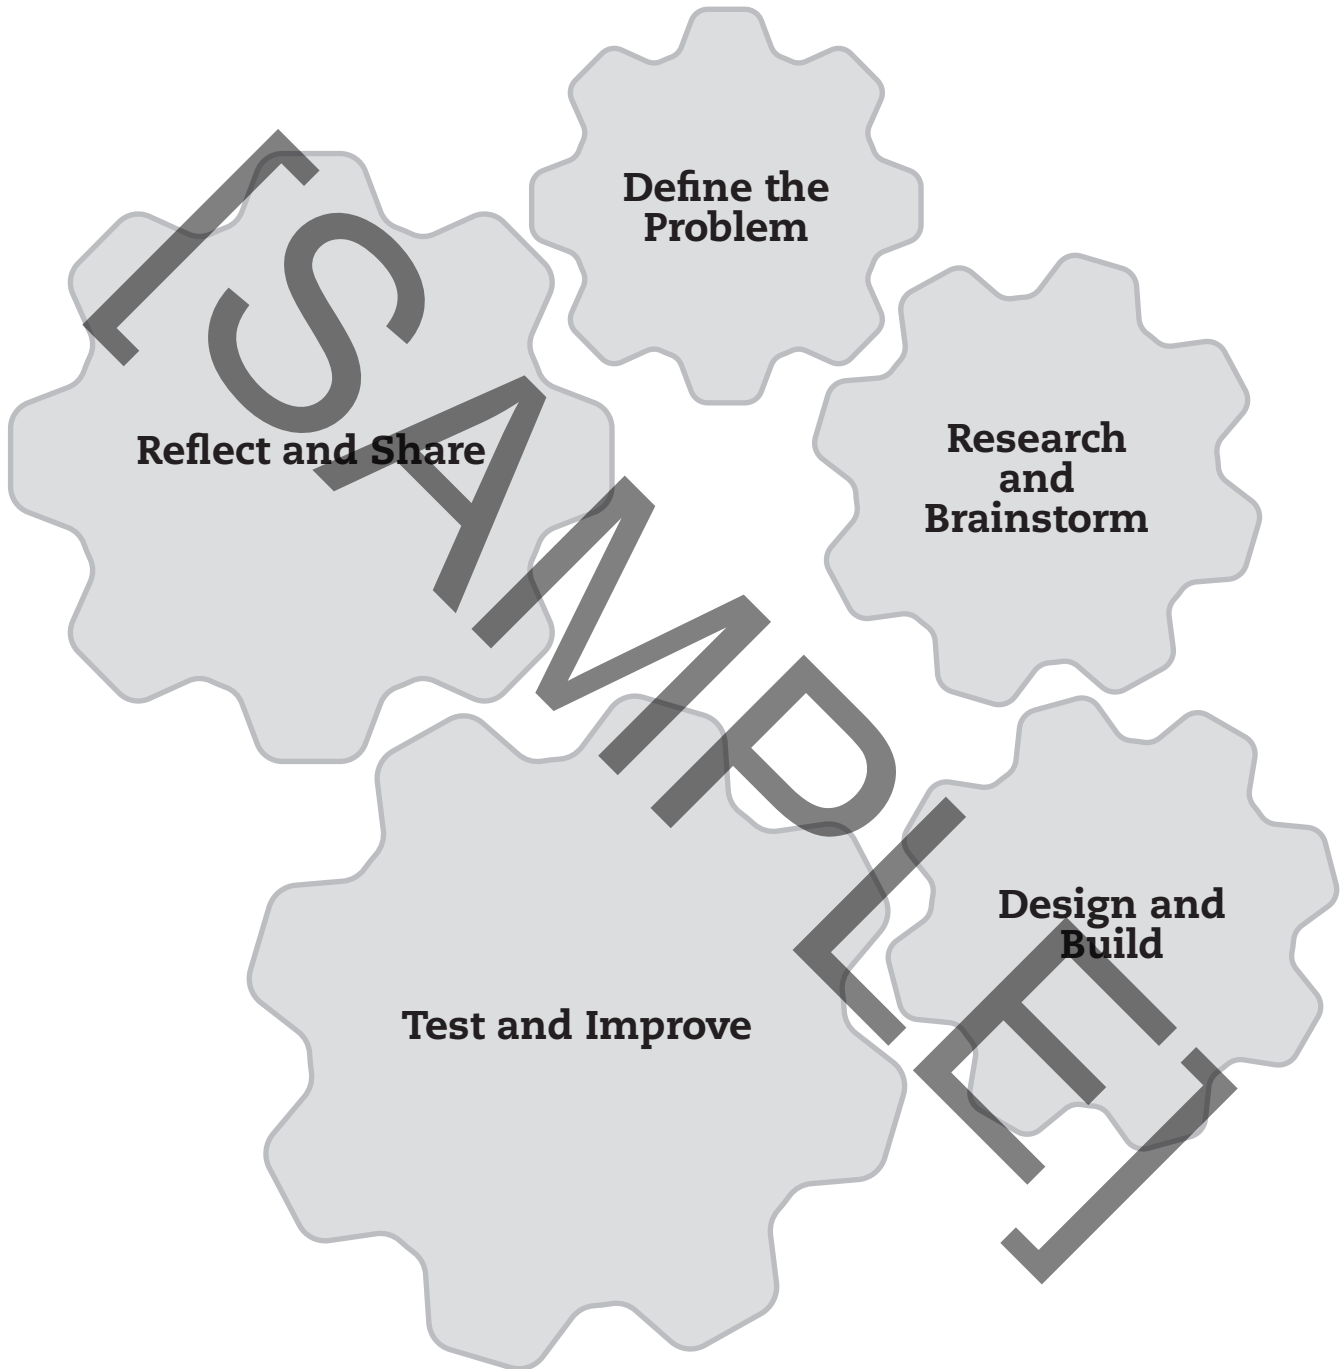 Define the
Problem
Research
and
Brainstorm
Design and
Build
Test and Improve
Reflect and Share
[SAMPLE]